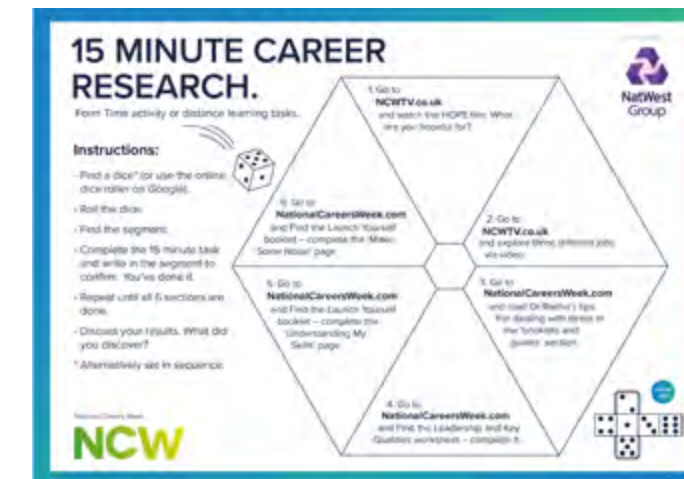 15 MINUTE CAREER
RESEARCH.
Form Time activity or distance learning tasks.
Instructions:
- Find a dice* (or use the online
dice roller on Google).
- Roll the dice.
- Find the segment.
- Complete the 15 minute task
and write in the segment to
confirm. You've done it.
- Repeat until all 6 sections are
done.
- Discuss your results. What did
you discover?
* Alternatively set in sequence.
National Careers Week
NCW
1. Go to
NCWTV.co.uk
and watch the HOPE film. What
are you hopeful for?
2. Go to
NCWTV.co.uk
and explore three different jobs
via video.
3. Go to
NationalCareersWeek.com
and read Dr Radha's tips
For dealing with stress in
the 'booklets and
guides' section.
4. Go to
NationalCareersWeek.com
and Find the Leadership and Key
Qualities worksheet – complete it.
5. Go to
NationalCareersWeek.com
and Find the Launch Yourself
booklet – complete the
'Understanding My
Skills' page.
6. Go to
NationalCareersWeek.com
and Find the Launch Yourself
booklet – complete the 'Make
Some Noise' page.
NatWest
Group